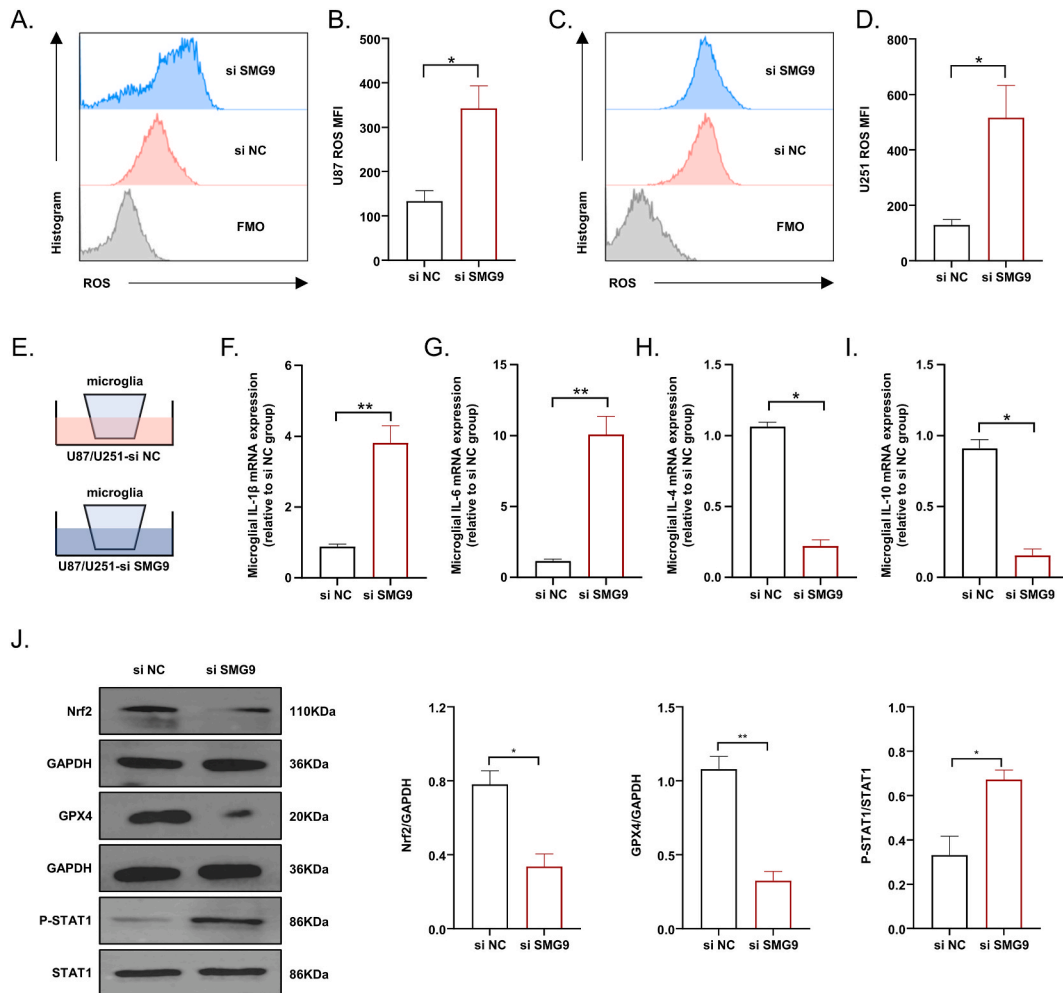 A.
Histogram
si SMG9
si NC
FMO
ROS
B.
U87 ROS MFI
500
400
300
200
100
0
*
si NC
si SMG9
C.
Histogram
si SMG9
si NC
FMO
ROS
D.
U251 ROS MFI
800
600
400
200
0
*
si NC
si SMG9
E.
microglia
U87/U251-si NC
microglia
U87/U251-si SMG9
F.
Microglial IL-1β mRNA expression
(relative to si NC group)
6
4
2
0
**
si NC
si SMG9
G.
Microglial IL-6 mRNA expression
(relative to si NC group)
15
10
5
0
**
si NC
si SMG9
H.
Microglial IL-4 mRNA expression
(relative to si NC group)
1.5
1.0
0.5
0.0
*
si NC
si SMG9
I.
Microglial IL-10 mRNA expression
(relative to si NC group)
1.5
1.0
0.5
0.0
*
si NC
si SMG9
J.
si NC
si SMG9
Nrf2
110KDa
GAPDH
36KDa
GPX4
20KDa
GAPDH
36KDa
P-STAT1
86KDa
STAT1
86KDa
Nrf2/GAPDH
1.2
0.8
0.4
0.0
*
si NC
si SMG9
GPX4/GAPDH
1.5
1.0
0.5
0.0
**
si NC
si SMG9
P-STAT1/STAT1
1.0
0.8
0.6
0.4
0.2
0.0
*
si NC
si SMG9